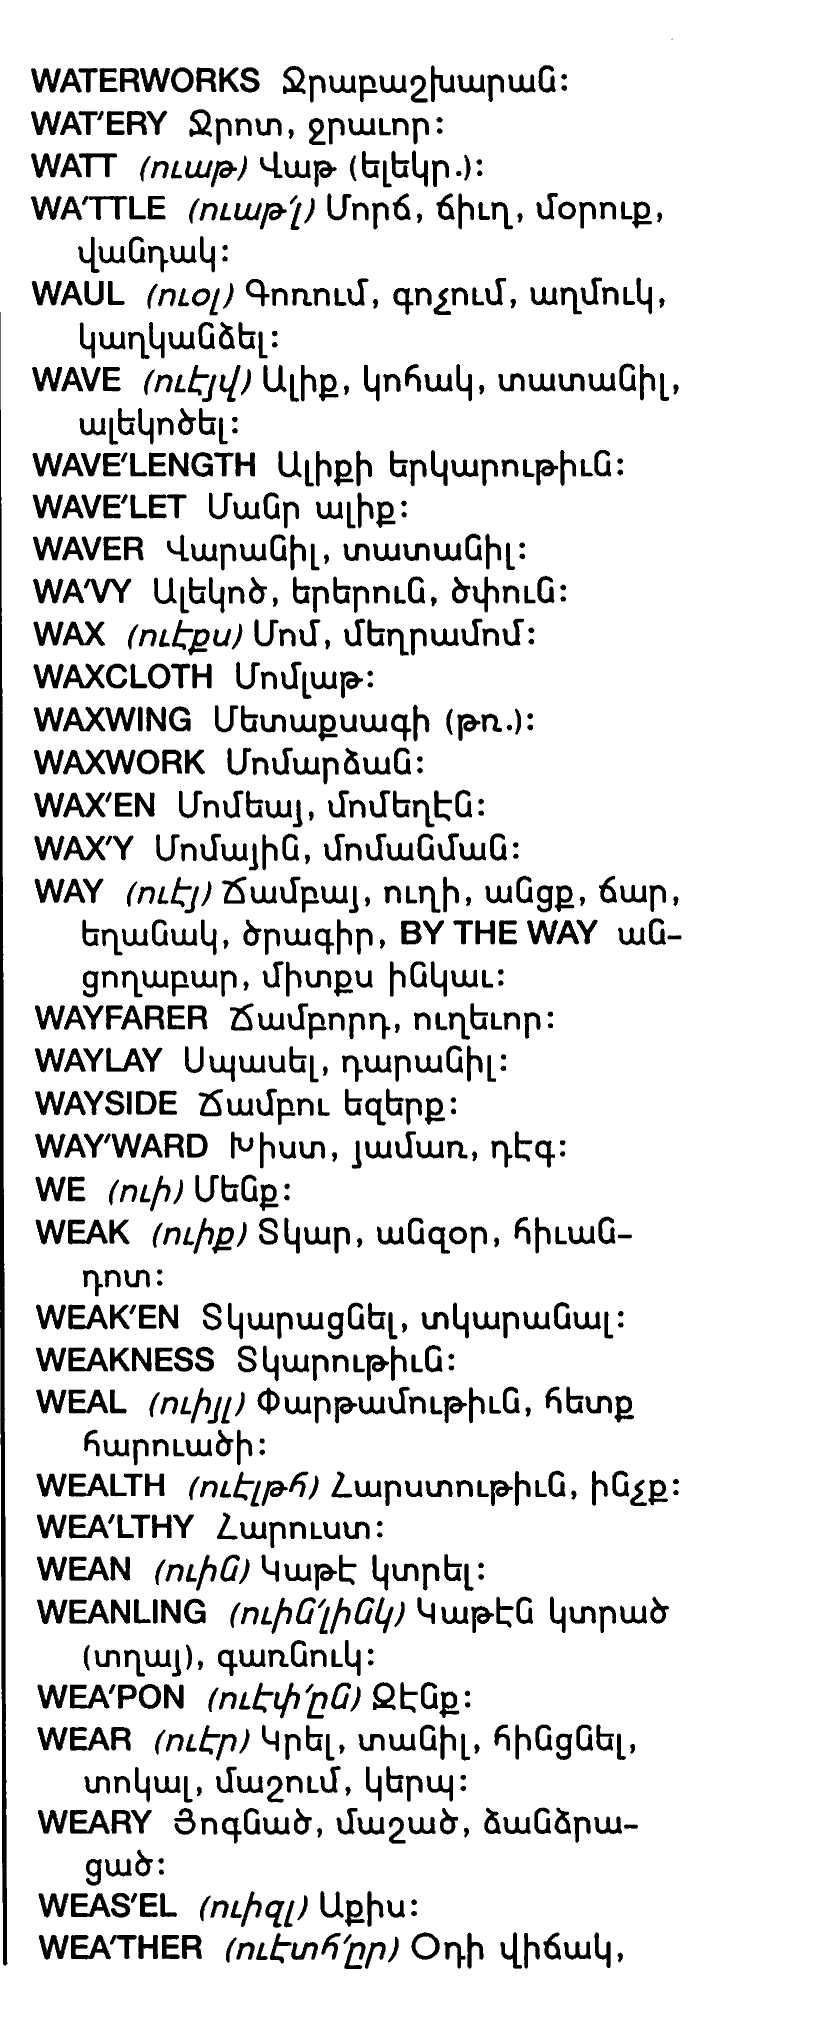 WATERWORKS Ջրաբաշխարան։
WAT'ERY Ջրոտ, ջրաւոր։
WATT (ուաթ) Վաթ (ելեկր.)։
WA'TTLE (ուաթ՛լ) Մորճ, ճիւղ, մօրուք,
վանդակ։
WAUL (ուօլ) Գոռում, գոչում, աղմուկ,
կաղկանձել։
WAVE (ուէյվ) Ալիք, կոհակ, տատանիլ,
ալեկոծել։
WAVE'LENGTH Ալիքի երկարութիւն։
WAVE'LET Մանր ալիք։
WAVER Վարանիլ, տատանիլ։
WA'VY Ալեկոծ, երերուն, ծփուն։
WAX (ուէքս) Մոմ, մեղրամոմ։
WAXCLOTH Մոմլաթ։
WAXWING Մետաքսագի (թռ.)։
WAXWORK Մոմարձան։
WAX'EN Մոմեայ, մոմեղէն։
WAX'Y Մոմային, մոմանման։
WAY (ուէյ) Ճամբայ, ուղի, անցք, ճար,
եղանակ, ծրագիր, BY THE WAY ան-
ցողաբար, միտքս ինկաւ։
WAYFARER Ճամբորդ, ուղեւոր։
WAYLAY Սպասել, դարանիլ։
WAYSIDE Ճամբու եզերք։
WAY'WARD Խիստ, յամառ, դէգ։
WE (ուի) Մենք։
WEAK (ուիք) Տկար, անզօր, հիւան-
դոտ։
WEAK'EN Տկարացնել, տկարանալ։
WEAKNESS Տկարութիւն։
WEAL (ուիյլ) Փարթամութիւն, հետք
հարուածի։
WEALTH (ուէլթհ) Հարստութիւն, ինչք։
WEA'LTHY Հարուստ։
WEAN (ուին) Կաթէ կտրել։
WEANLING (ուին՛լինկ) Կաթէն կտրած
(տղայ), գառնուկ։
WEA'PON (ուէփ՛ըն) Զէնք։
WEAR (ուէր) Կրել, տանիլ, հինցնել,
տոկալ, մաշում, կերպ։
WEARY Յոգնած, մաշած, ձանձրա-
ցած։
WEAS'EL (ուիզլ) Աքիս։
WEA'THER (ուէտհ՛ըր) Օդի վիճակ,